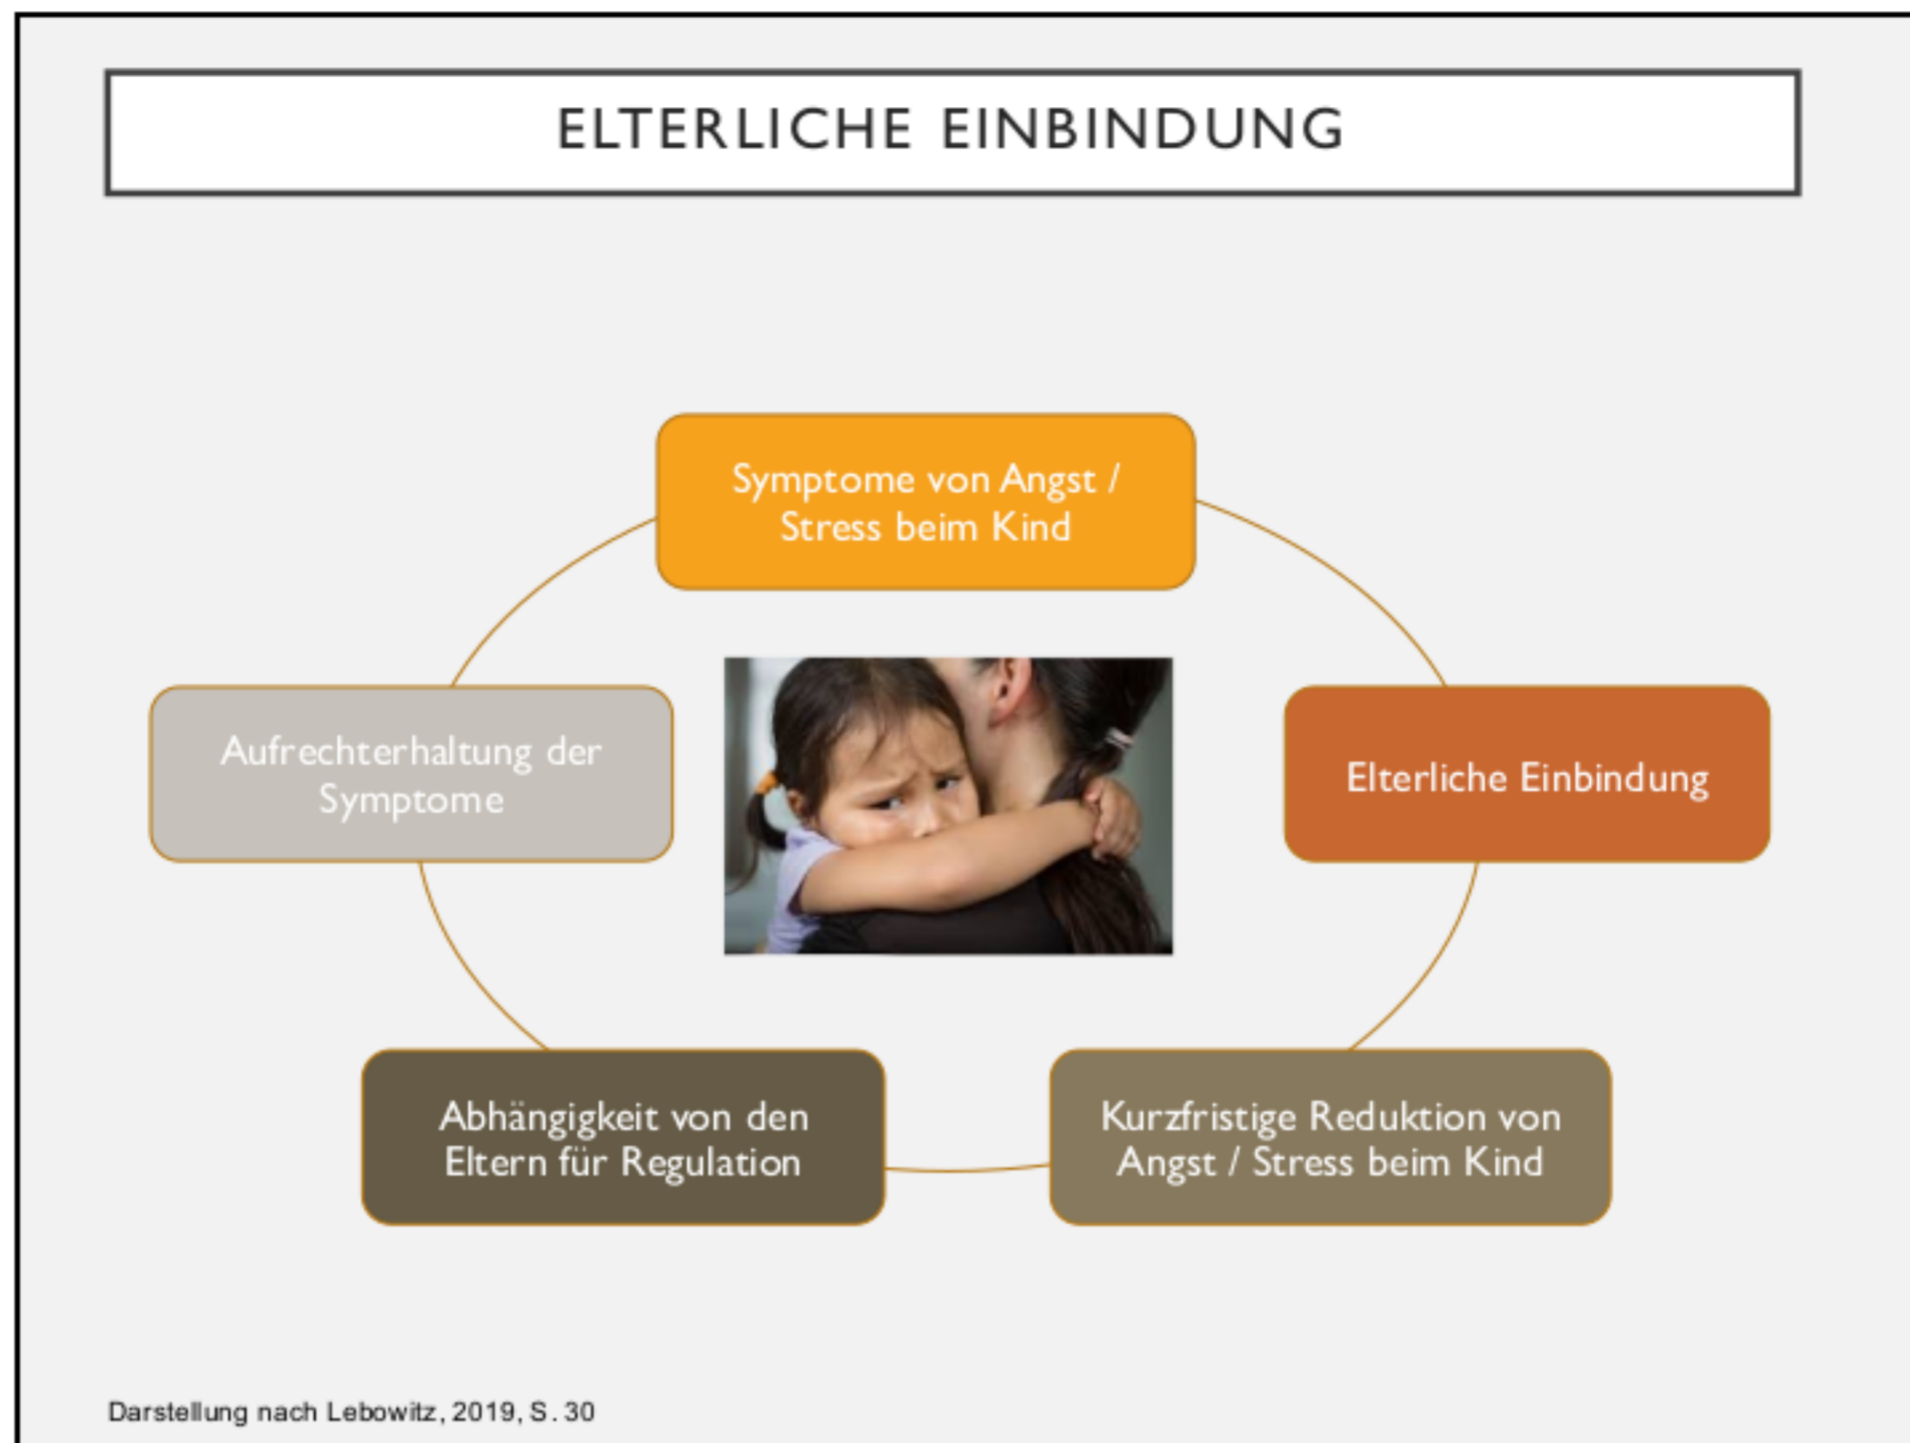 ELTERLICHE EINBINDUNG
Symptome von Angst /
Stress beim Kind
Elterliche Einbindung
Kurzfristige Reduktion von
Angst / Stress beim Kind
Abhängigkeit von den
Eltern für Regulation
Aufrechterhaltung der
Symptome
Darstellung nach Lebowitz, 2019, S. 30